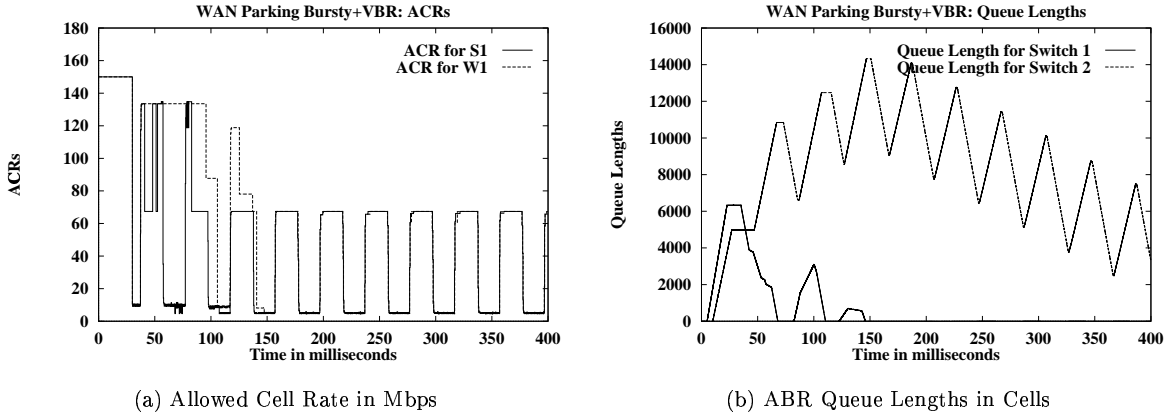 WAN Parking Bursty+VBR: ACRs
180
160
140
120
100
80
60
40
20
0
ACRs
ACR for S1
ACR for W1
0 50 100 150 200 250 300 350 400
Time in milliseconds
(a) Allowed Cell Rate in Mbps
WAN Parking Bursty+VBR: Queue Lengths
16000
14000
12000
10000
8000
6000
4000
2000
0
Queue Lengths
Queue Length for Switch 1
Queue Length for Switch 2
0 50 100 150 200 250 300 350 400
Time in milliseconds
(b) ABR Queue Lengths in Cells